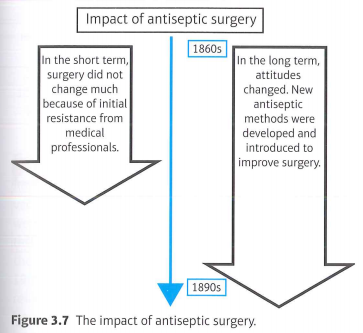 Impact of antiseptic surgery
1860s
In the short term,
surgery did not
change much
because of initial
resistance from
medical
professionals.
In the long term,
attitudes
changed. New
antiseptic
methods were
developed and
introduced to
improve surgery.
1890s
Figure 3.7 The impact of antiseptic surgery.